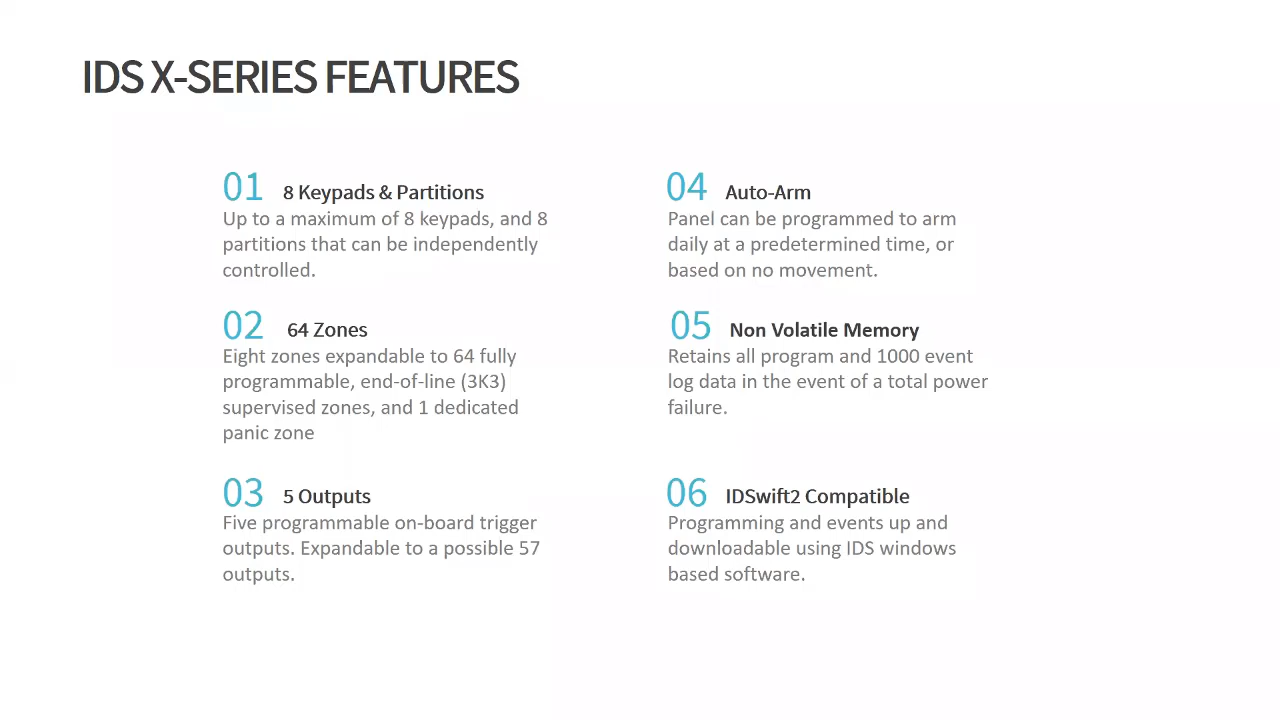 IDS X-SERIES FEATURES
01 8 Keypads & Partitions
Up to a maximum of 8 keypads, and 8
partitions that can be independently
controlled.
02 64 Zones
Eight zones expandable to 64 fully
programmable, end-of-line (3K3)
supervised zones, and 1 dedicated
panic zone
03 5 Outputs
Five programmable on-board trigger
outputs. Expandable to a possible 57
outputs.
04 Auto-Arm
Panel can be programmed to arm
daily at a predetermined time, or
based on no movement.
05 Non Volatile Memory
Retains all program and 1000 event
log data in the event of a total power
failure.
06 IDSwift2 Compatible
Programming and events up and
downloadable using IDS windows
based software.